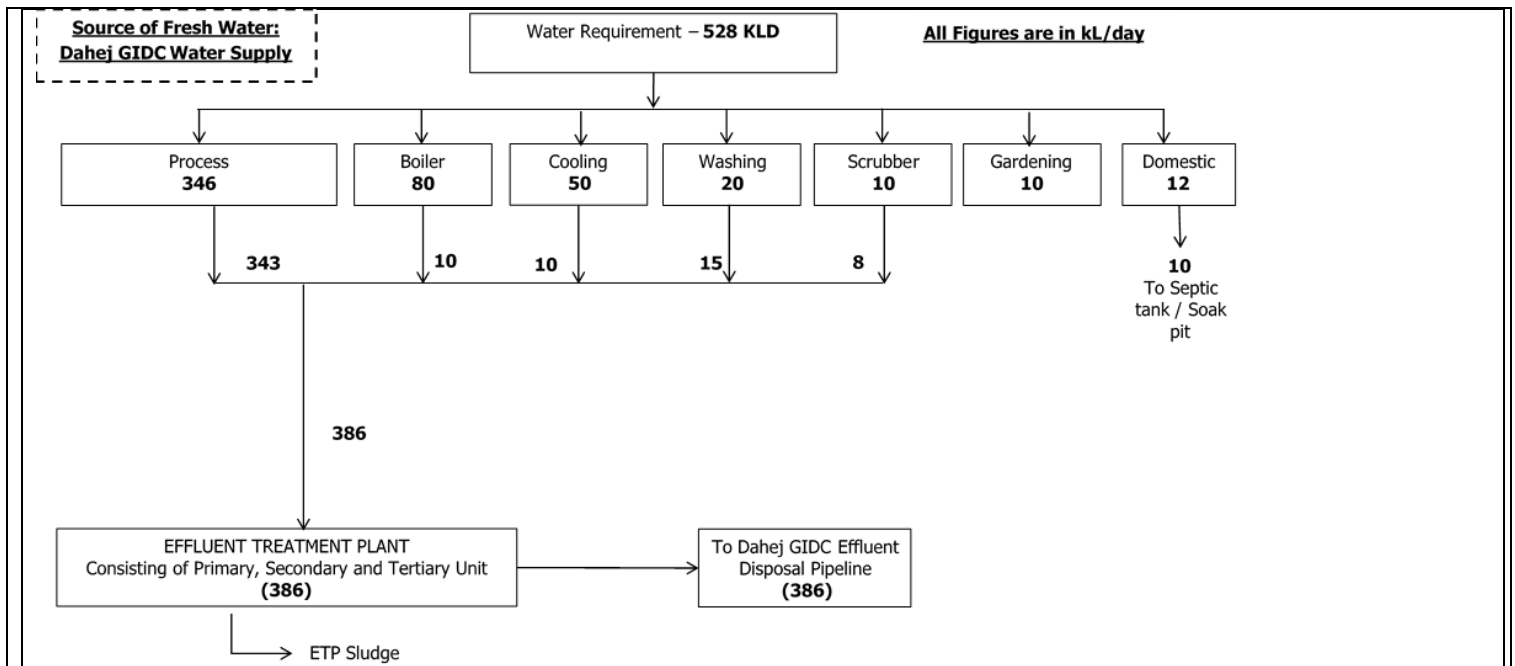 Source of Fresh Water:
Dahej GIDC Water Supply
Water Requirement – 528 KLD
All Figures are in kL/day
Process
346
Boiler
80
Cooling
50
Washing
20
Scrubber
10
Gardening
10
Domestic
12
343
10
10
15
8
10
To Septic
tank / Soak
pit
386
EFFLUENT TREATMENT PLANT
Consisting of Primary, Secondary and Tertiary Unit
(386)
To Dahej GIDC Effluent
Disposal Pipeline
(386)
ETP Sludge